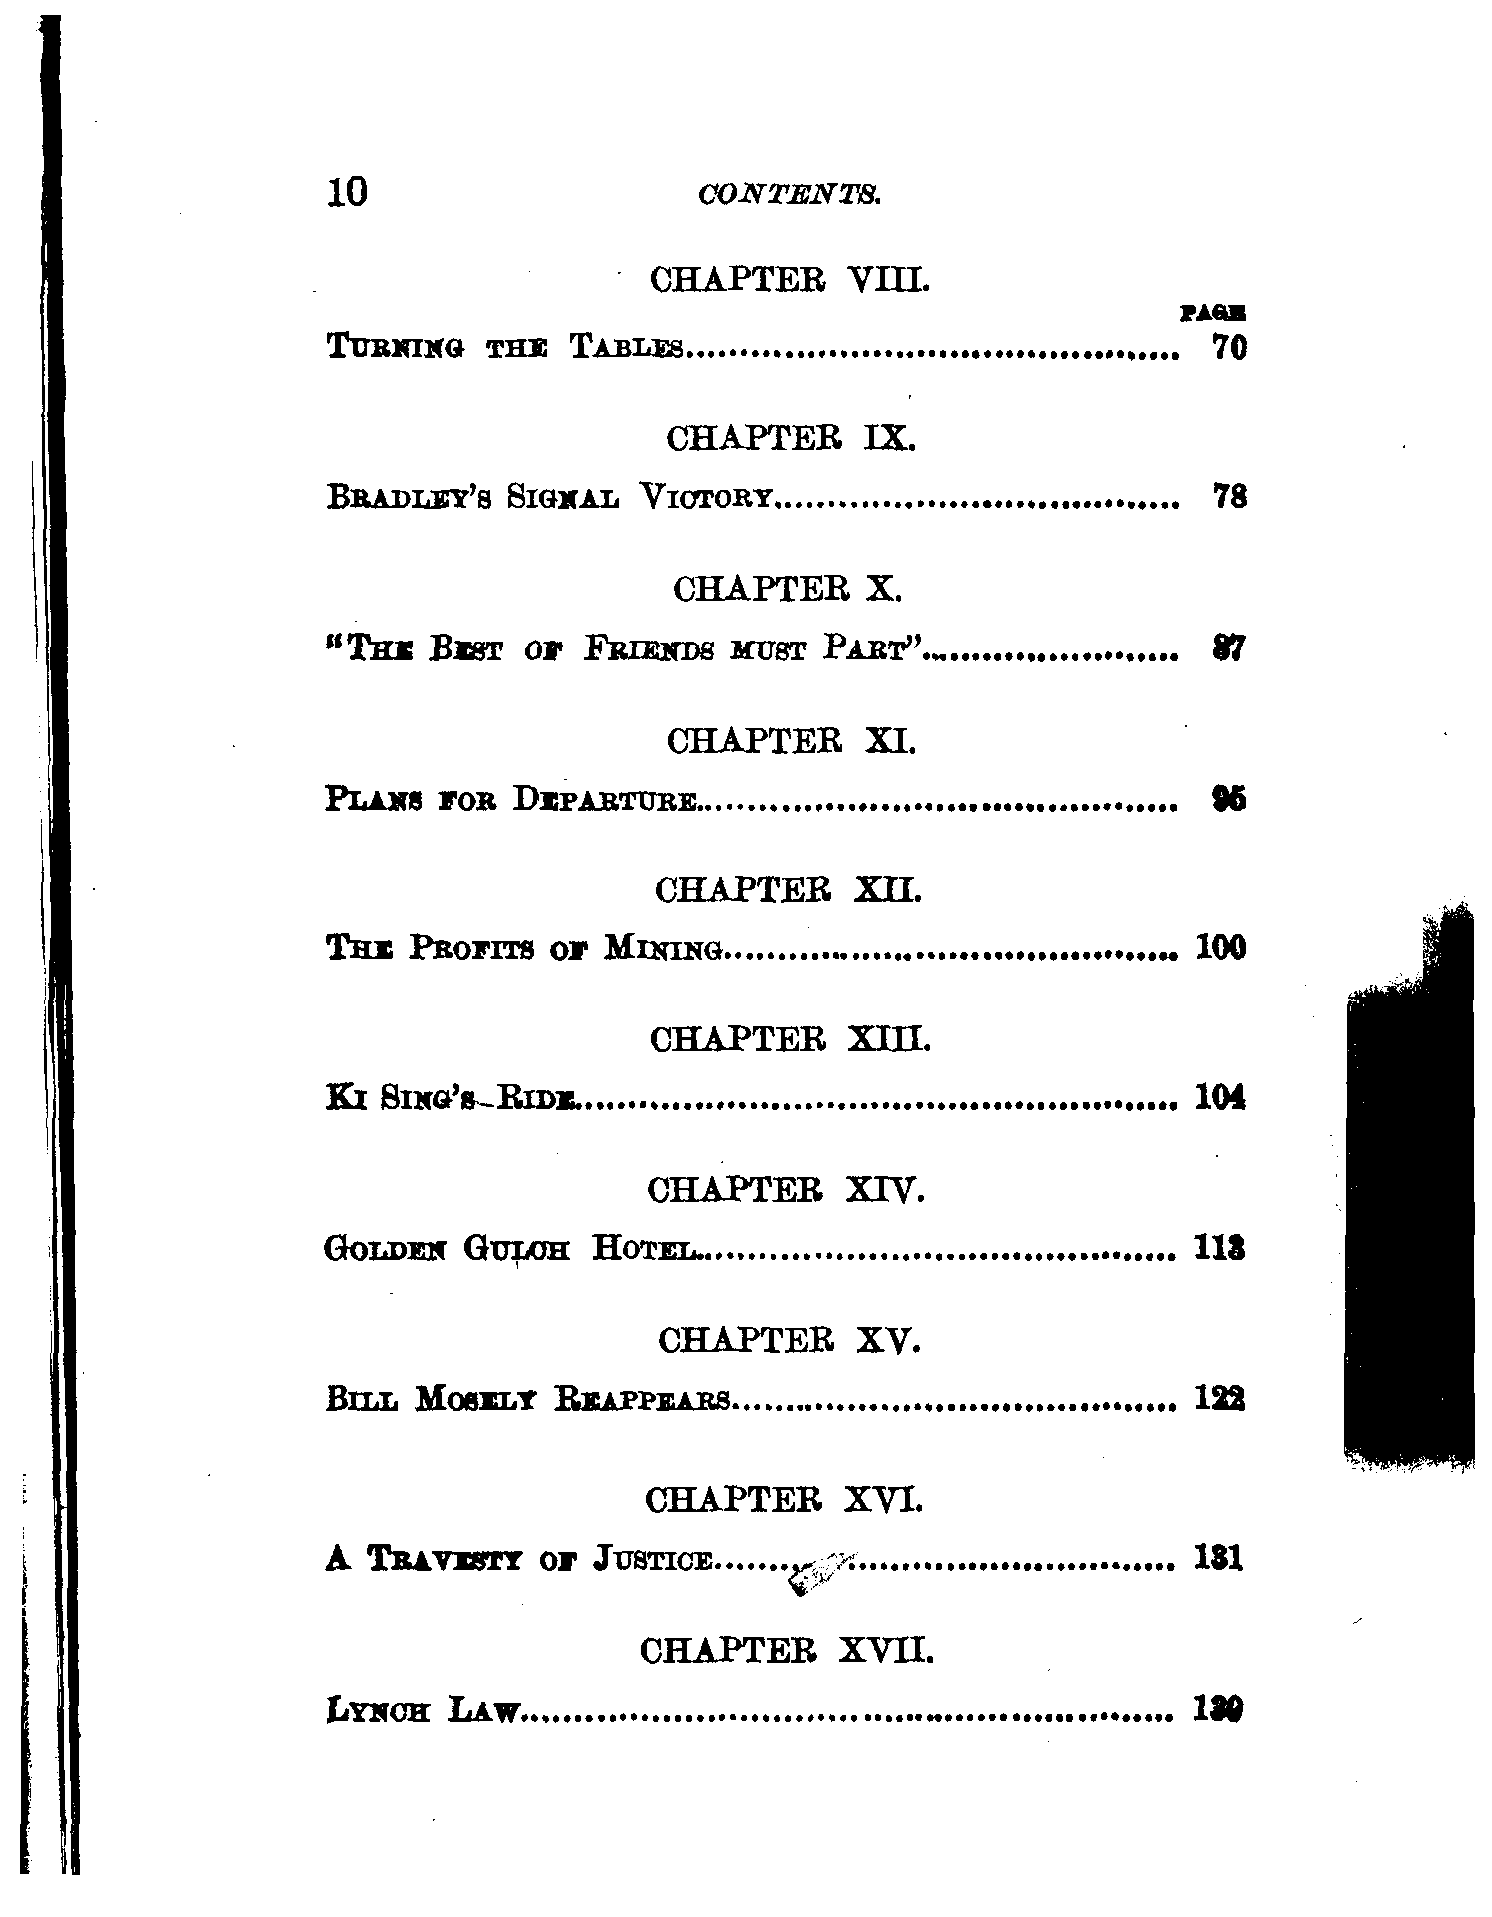 10 CONTENTS.
CHAPTER VIII.
PAGE
TURNING THE TABLES........................................... 70
CHAPTER IX.
BRADLEY'S SIGNAL VICTORY.................................... 78
CHAPTER X.
"THE BEST OF FRIENDS MUST PART"....................... 87
CHAPTER XI.
PLANS FOR DEPARTURE.......................................... 95
CHAPTER XII.
THE PROFITS OF MINING........................................ 100
CHAPTER XIII.
KI SING'S RIDE...................................................... 104
CHAPTER XIV.
GOLDEN GULCH HOTEL.......................................... 113
CHAPTER XV.
BILL MOSELY REAPPEARS....................................... 122
CHAPTER XVI.
A TRAVESTY OF JUSTICE........................................ 131
CHAPTER XVII.
LYNCH LAW......................................................... 139